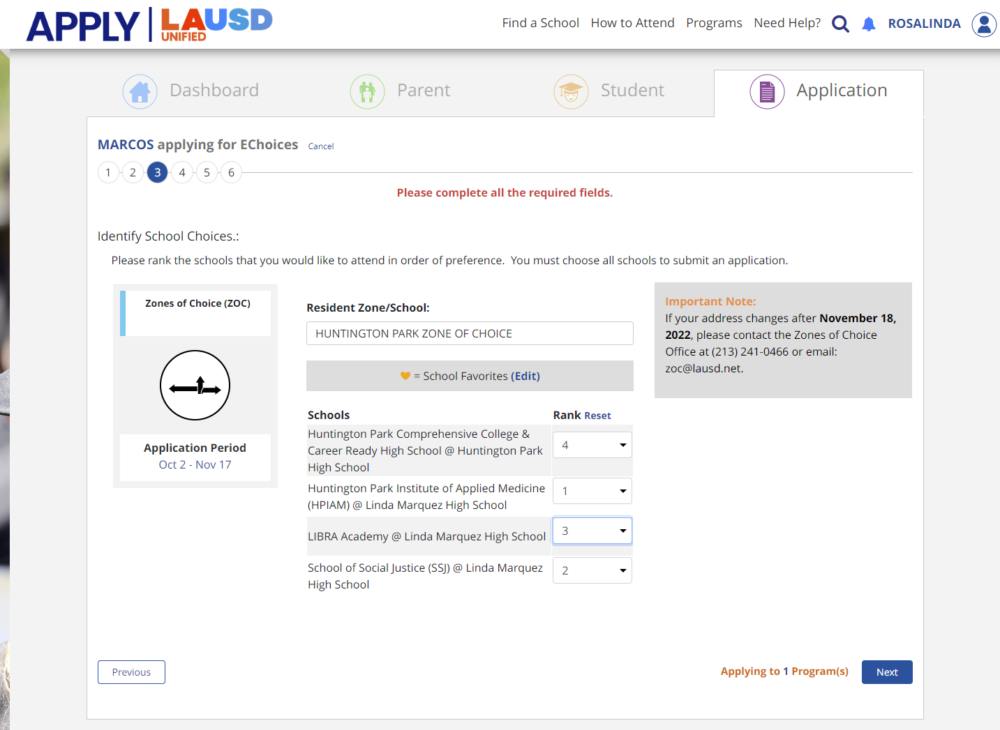 APPLY LAUSD UNIFIED
Find a School How to Attend Programs Need Help? ROSALINDA
Dashboard Parent Student Application
MARCOS applying for EChoices Cancel
1 2 3 4 5 6
Please complete all the required fields.
Identify School Choices.:
Please rank the schools that you would like to attend in order of preference. You must choose all schools to submit an application.
Zones of Choice (ZOC)
Application Period
Oct 2 - Nov 17
Resident Zone/School:
HUNTINGTON PARK ZONE OF CHOICE
= School Favorites (Edit)
Schools Rank Reset
Huntington Park Comprehensive College &
Career Ready High School @ Huntington Park
High School
4
Huntington Park Institute of Applied Medicine
(HPIAM) @ Linda Marquez High School
1
LIBRA Academy @ Linda Marquez High School
3
School of Social Justice (SSJ) @ Linda Marquez
High School
2
Important Note:
If your address changes after November 18,
2022, please contact the Zones of Choice
Office at (213) 241-0466 or email:
zoc@lausd.net.
Previous Applying to 1 Program(s) Next